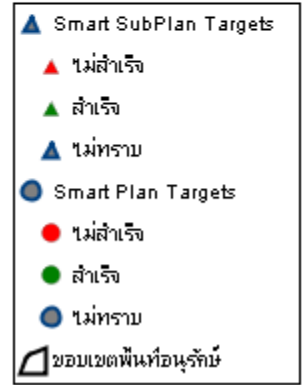 Smart SubPlan Targets
ไม่สำเร็จ
สำเร็จ
ไม่ทราบ
Smart Plan Targets
ไม่สำเร็จ
สำเร็จ
ไม่ทราบ
ขอบเขตพื้นที่อนุรักษ์